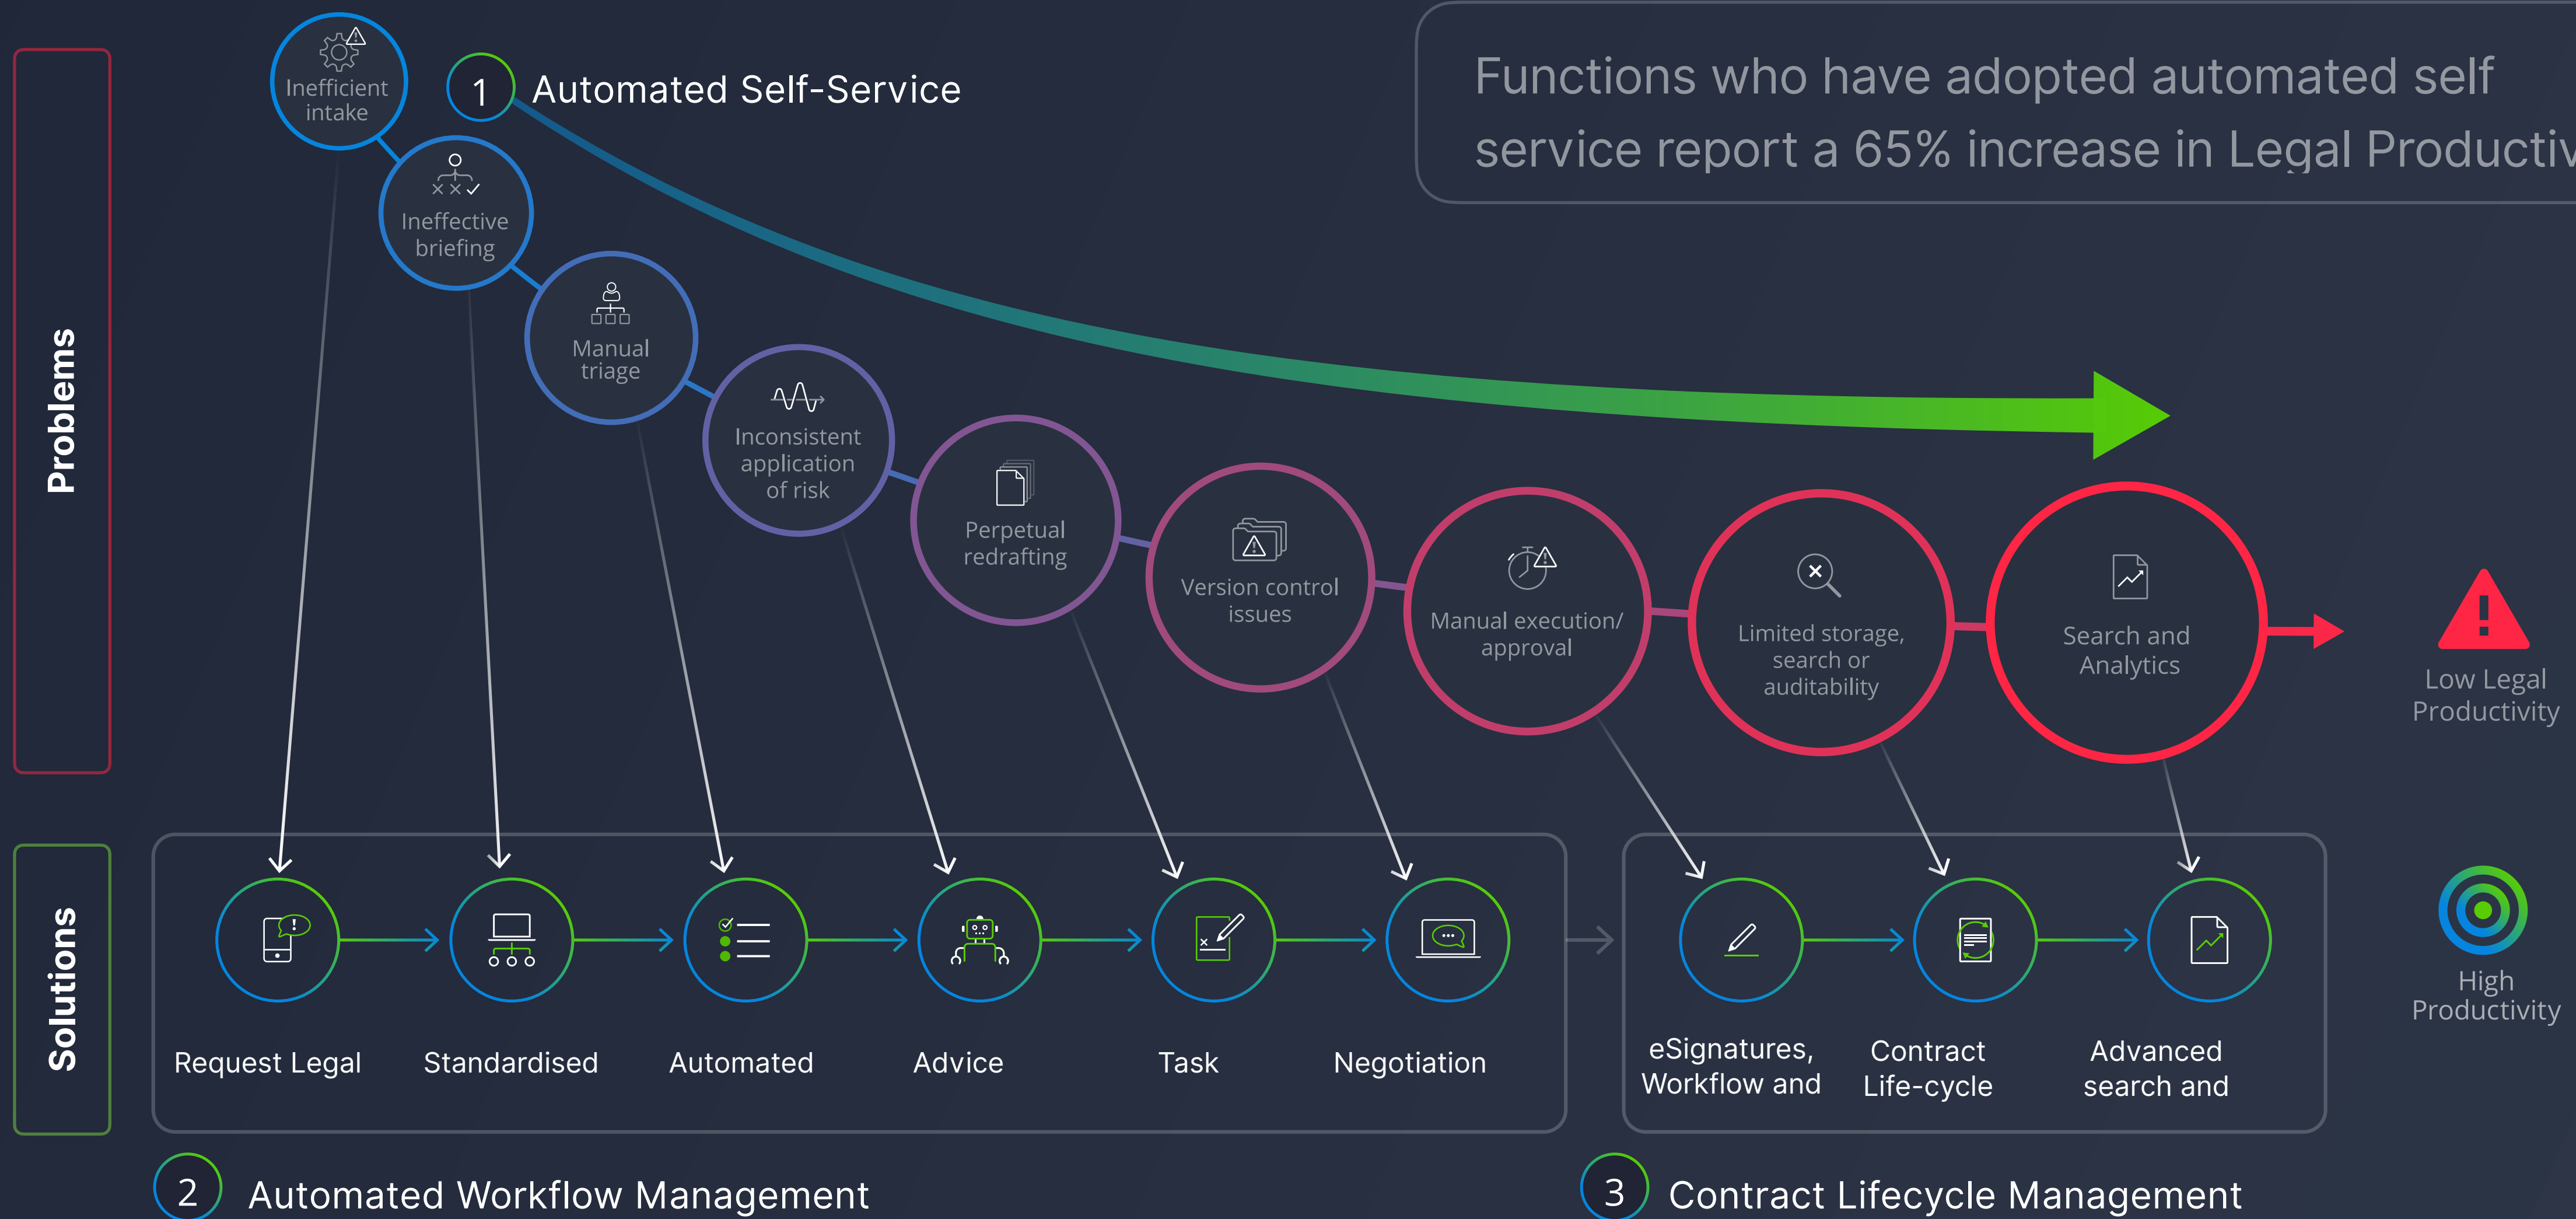 Problems
Inefficient
intake
1
Automated Self-Service
Functions who have adopted automated self
service report a 65% increase in Legal Productiv
Ineffective
briefing
Manual
triage
Inconsistent
application
of risk
Perpetual
redrafting
Version control
issues
Manual execution/
approval
Limited storage,
search or
auditability
Search and
Analytics
Low Legal
Productivity
Solutions
Request Legal
Standardised
Automated
Advice
Task
Negotiation
eSignatures,
Workflow and
Contract
Life-cycle
Advanced
search and
High
Productivity
2
Automated Workflow Management
3
Contract Lifecycle Management